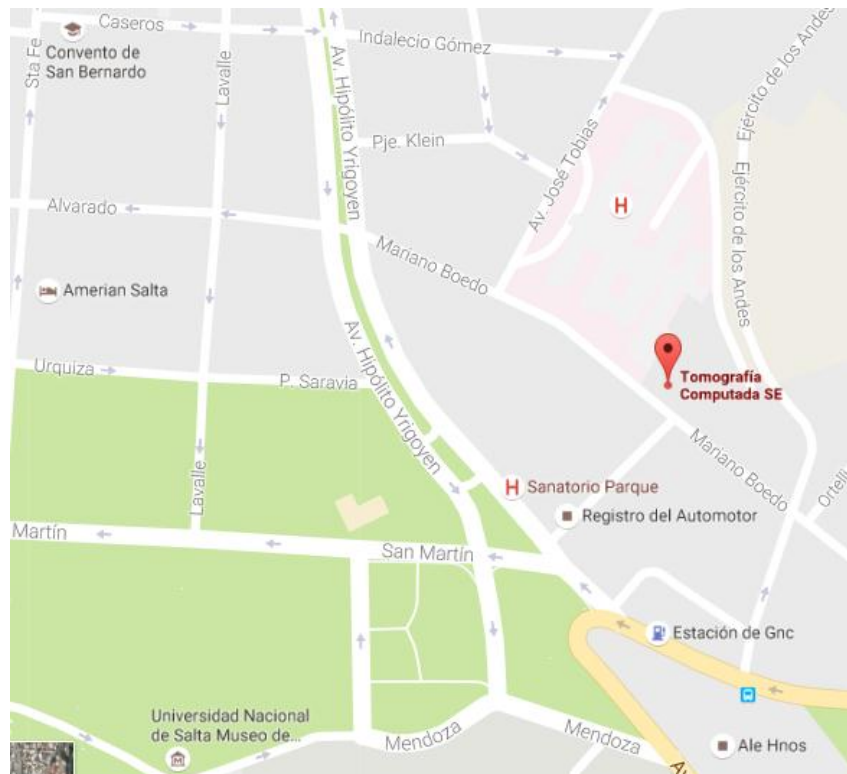 Caseros
Convento de
San Bernardo
Sta Fe
Lavalle
Av. Hipólito Yrigoyen
Indalecio Gómez
Pje. Klein
Av. José Tobias
Ejército de los Andes
Ejército de los Andes
H
Alvarado
Mariano Boedo
Amerian Salta
Av. Hipólito Yrigoyen
Urquiza
P. Saravia
Tomografía
Computada SE
Mariano Boedo
Lavalle
H Sanatorio Parque
Ortelli
Registro del Automotor
Martín
San Martín
Estación de Gnc
Universidad Nacional
de Salta Museo de...
Mendoza
Mendoza
Ale Hnos